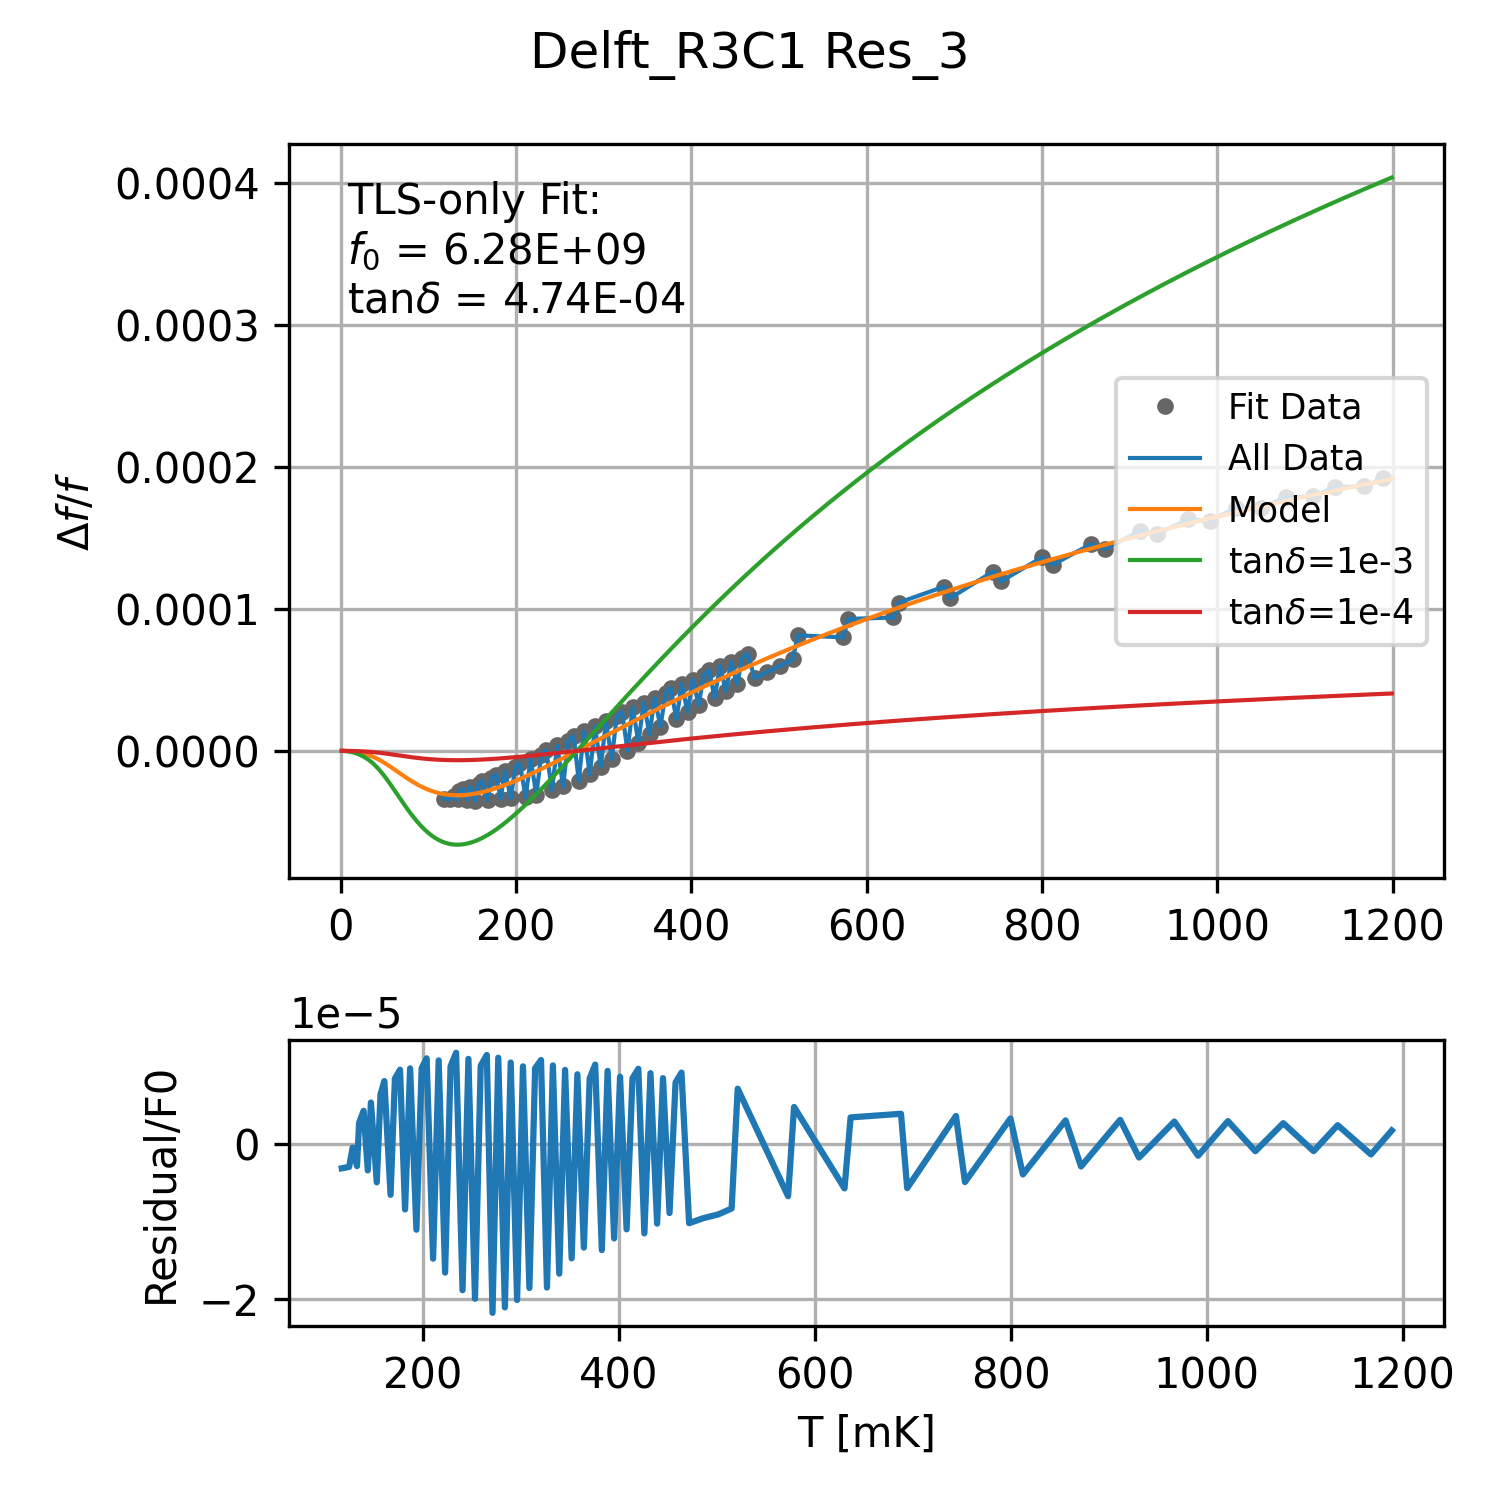 Delft_R3C1 Res_3
0.0004
0.0003
0.0002
0.0001
0.0000
Δf/f
TLS-only Fit:
f₀ = 6.28E+09
tanδ = 4.74E-04
Fit Data
All Data
Model
tanδ=1e-3
tanδ=1e-4
0 200 400 600 800 1000 1200
1e−5
Residual/F0
0
−2
200 400 600 800 1000 1200
T [mK]